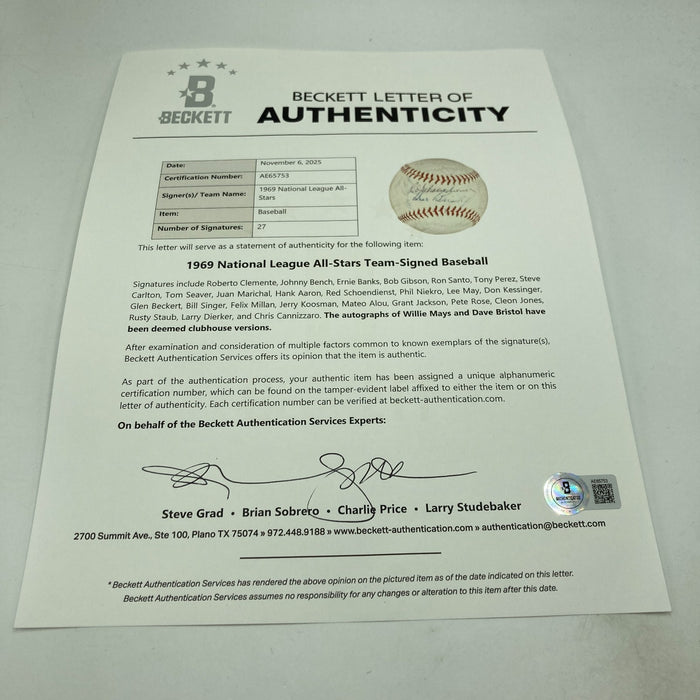 B
BECKETT
BECKETT LETTER OF
AUTHENTICITY
Date: November 6, 2025
Certification Number: AE65753
Signer(s)/ Team Name: 1969 National League All-Stars
Item: Baseball
Number of Signatures: 27
This letter will serve as a statement of authenticity for the following item:
1969 National League All-Stars Team-Signed Baseball
Signatures include Roberto Clemente, Johnny Bench, Ernie Banks, Bob Gibson, Ron Santo, Tony Perez, Steve
Carlton, Tom Seaver, Juan Marichal, Hank Aaron, Red Schoendienst, Phil Niekro, Lee May, Don Kessinger,
Glen Beckert, Bill Singer, Felix Millan, Jerry Koosman, Mateo Alou, Grant Jackson, Pete Rose, Cleon Jones,
Rusty Staub, Larry Dierker, and Chris Cannizzaro. The autographs of Willie Mays and Dave Bristol have
been deemed clubhouse versions.
After examination and consideration of multiple factors common to known exemplars of the signature(s),
Beckett Authentication Services offers its opinion that the item is authentic.
As part of the authentication process, your authentic item has been assigned a unique alphanumeric
certification number, which can be found on the tamper-evident label affixed to either the item or on this
letter of authenticity. Each certification number can be verified at beckett-authentication.com.
On behalf of the Beckett Authentication Services Experts:
Steve Grad • Brian Sobrero • Charlie Price • Larry Studebaker
2700 Summit Ave., Ste 100, Plano TX 75074 » 972.448.9188 » www.beckett-authentication.com » authentication@beckett.com
B
AE65753
*Beckett Authentication Services has rendered the above opinion on the pictured item as of the date indicated on this letter.
Beckett Authentication Services assumes no responsibility for any changes or alteration to this item after this date.